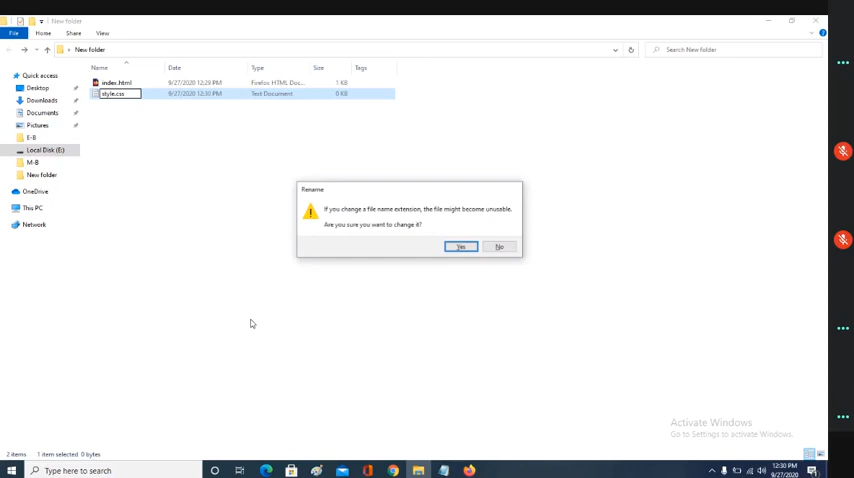 New folder
File Home Share View
New folder
Search New folder
Name Date Type Size Tags
Quick access
Desktop
Downloads
Documents
Pictures
E-B
Local Disk (E:)
M-B
New folder
OneDrive
This PC
Network
index.html 9/27/2020 12:29 PM Firefox HTML Doc... 1 KB
style.css 9/27/2020 12:30 PM Text Document 0 KB
Rename
If you change a file name extension, the file might become unusable.
Are you sure you want to change it?
Yes No
Activate Windows
Go to Settings to activate Windows.
2 items 1 item selected 0 bytes
Type here to search
12:30 PM
9/27/2020